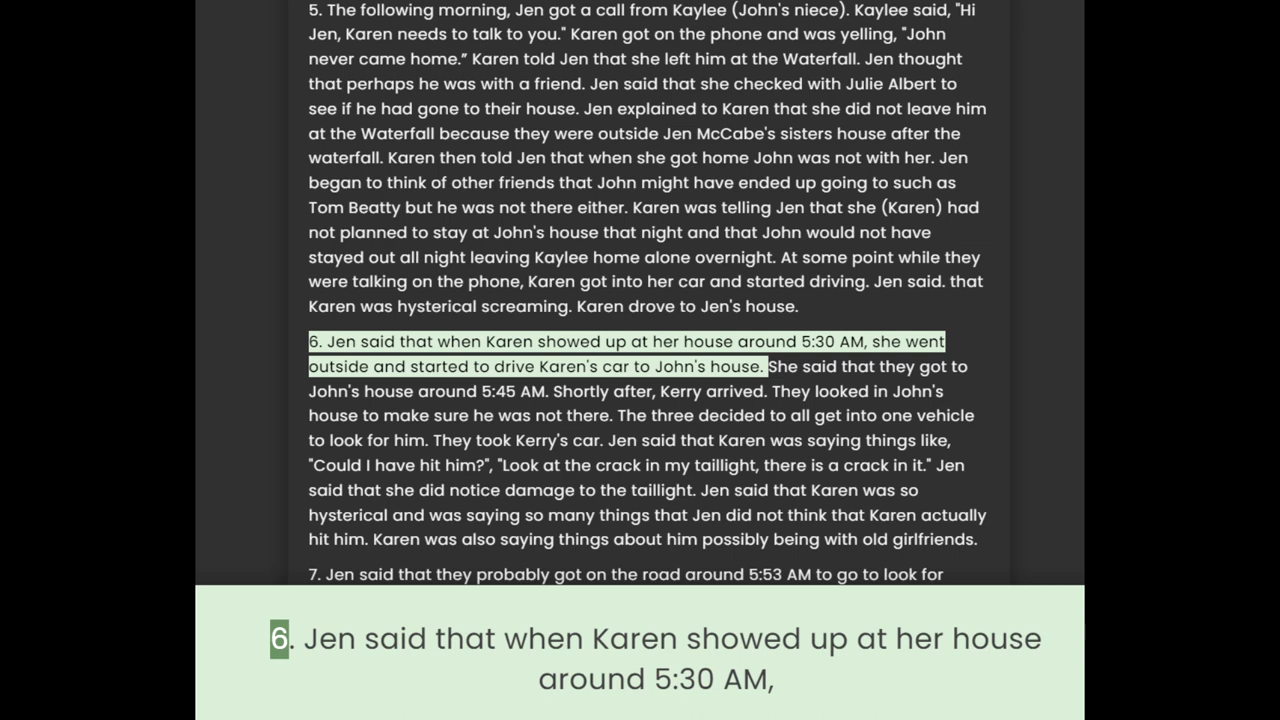 5. The following morning, Jen got a call from Kaylee (John's niece). Kaylee said, "Hi
Jen, Karen needs to talk to you." Karen got on the phone and was yelling, "John
never came home.” Karen told Jen that she left him at the Waterfall. Jen thought
that perhaps he was with a friend. Jen said that she checked with Julie Albert to
see if he had gone to their house. Jen explained to Karen that she did not leave him
at the Waterfall because they were outside Jen McCabe's sisters house after the
waterfall. Karen then told Jen that when she got home John was not with her. Jen
began to think of other friends that John might have ended up going to such as
Tom Beatty but he was not there either. Karen was telling Jen that she (Karen) had
not planned to stay at John's house that night and that John would not have
stayed out all night leaving Kaylee home alone overnight. At some point while they
were talking on the phone, Karen got into her car and started driving. Jen said. that
Karen was hysterical screaming. Karen drove to Jen's house.
6. Jen said that when Karen showed up at her house around 5:30 AM, she went
outside and started to drive Karen's car to John's house. She said that they got to
John's house around 5:45 AM. Shortly after, Kerry arrived. They looked in John's
house to make sure he was not there. The three decided to all get into one vehicle
to look for him. They took Kerry's car. Jen said that Karen was saying things like,
"Could I have hit him?", "Look at the crack in my taillight, there is a crack in it." Jen
said that she did notice damage to the taillight. Jen said that Karen was so
hysterical and was saying so many things that Jen did not think that Karen actually
hit him. Karen was also saying things about him possibly being with old girlfriends.
7. Jen said that they probably got on the road around 5:53 AM to go to look for
6. Jen said that when Karen showed up at her house
around 5:30 AM,